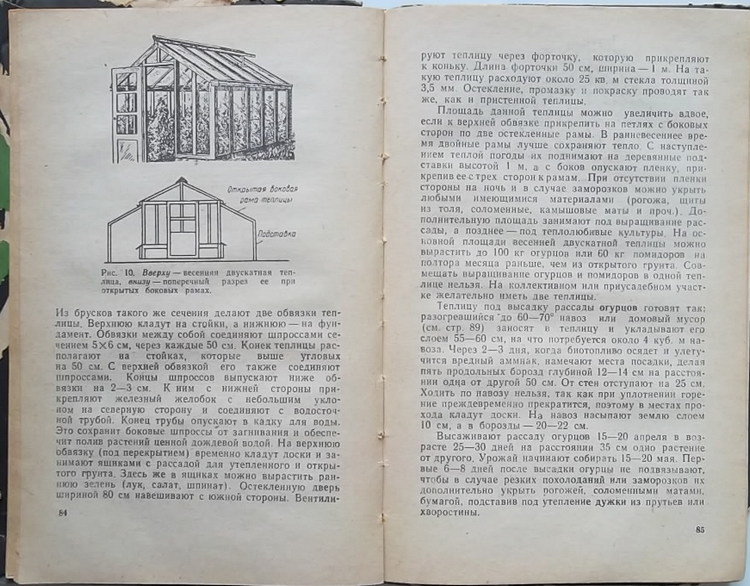 Открытая боковая
рама теплицы
Подставка
Рис. 10. Вверху — весенняя двускатная теп-
лица, внизу — поперечный разрез ее при
открытых боковых рамах.
Из брусков такого же сечения делают две обвязки теп-
лицы. Верхнюю кладут на стойки, а нижнюю — на фун-
дамент. Обвязки между собой соединяют шпроссами се-
чением 5×6 см, через каждые 50 см. Конек теплицы рас-
полагают на стойках, которые выше угловых
на 50 см. С верхней обвязкой его также соединяют
шпроссами. Концы шпроссов выпускают ниже об-
вязки на 2—3 см. К ним с нижней стороны при-
крепляют железный желобок с небольшим укло-
ном на северную сторону и соединяют с водосточ-
ной трубой. Конец трубы опускают в кадку для воды.
Это сохранит боковые шпроссы от загнивания и обеспе-
чит полив растений ценной дождевой водой. На верхнюю
обвязку (под перекрытием) временно кладут доски и за-
нимают ящиками с рассадой для утепленного и откры-
того грунта. Здесь же в ящиках можно вырастить ран-
нюю зелень (лук, салат, шпинат). Остекленную дверь
шириной 80 см навешивают с южной стороны. Вентили-
84
руют теплицу через форточку, которую прикрепляют
к коньку. Длина форточки 50 см, ширина — 1 м. На та-
кую теплицу расходуют около 25 кв. м стекла толщиной
3,5 мм. Остекление, промазку и покраску проводят так
же, как и пристенной теплицы.
Площадь данной теплицы можно увеличить вдвое,
если к верхней обвязке прикрепить на петлях с боковых
сторон по две остекленные рамы. В ранневесеннее вре-
мя двойные рамы лучше сохраняют тепло. С наступле-
нием теплой погоды их поднимают на деревянные под-
ставки высотой 1 м, а с боков опускают пленку, при-
крепив ее с трех сторон к рамам. При отсутствии пленки
стороны на ночь и в случае заморозков можно укрыть
любыми имеющимися материалами (рогожа, щиты
из толя, соломенные, камышовые маты и проч.). До-
полнительную площадь занимают под выращивание рас-
сады, а позднее — под теплолюбивые культуры. На ос-
новной площади весенней двускатной теплицы можно
вырастить до 100 кг огурцов или 60 кг помидоров на
полтора месяца раньше, чем из открытого грунта. Сов-
мещать выращивание огурцов и помидоров в одной теп-
лице нельзя. На коллективном или приусадебном участ-
ке желательно иметь две теплицы.
Теплицу под высадку рассады огурцов готовят так:
разогревшийся до 60—70° навоз или домовый мусор
(см. стр. 89) заносят в теплицу и укладывают его
слоем 55—60 см, на что потребуется около 4 куб. м на-
воза. Через 2—3 дня, когда биотопливо осядет и улету-
чится вредный аммиак, намечают места посадки, делая
пять продольных борозд глубиной 12—14 см на расстоя-
нии одна от другой 50 см. От стен отступают на 25 см.
Ходить по навозу нельзя, так как при уплотнении горе-
ние преждевременно прекратится, поэтому в местах про-
хода кладут доски. На навоз насыпают землю слоем
10 см, а в борозды — 20—22 см.
Высаживают рассаду огурцов 15—20 апреля в воз-
расте 25—30 дней на расстоянии 35 см одно растение
от другого. Урожай начинают собирать 15—20 мая. Пер-
вые 6—8 дней после высадки огурцы не подвязывают,
чтобы в случае резких похолоданий или заморозков их
дополнительно укрыть рогожей, соломенными матами,
бумагой, подставив под утепление дужки из прутьев или
хворостины.
85